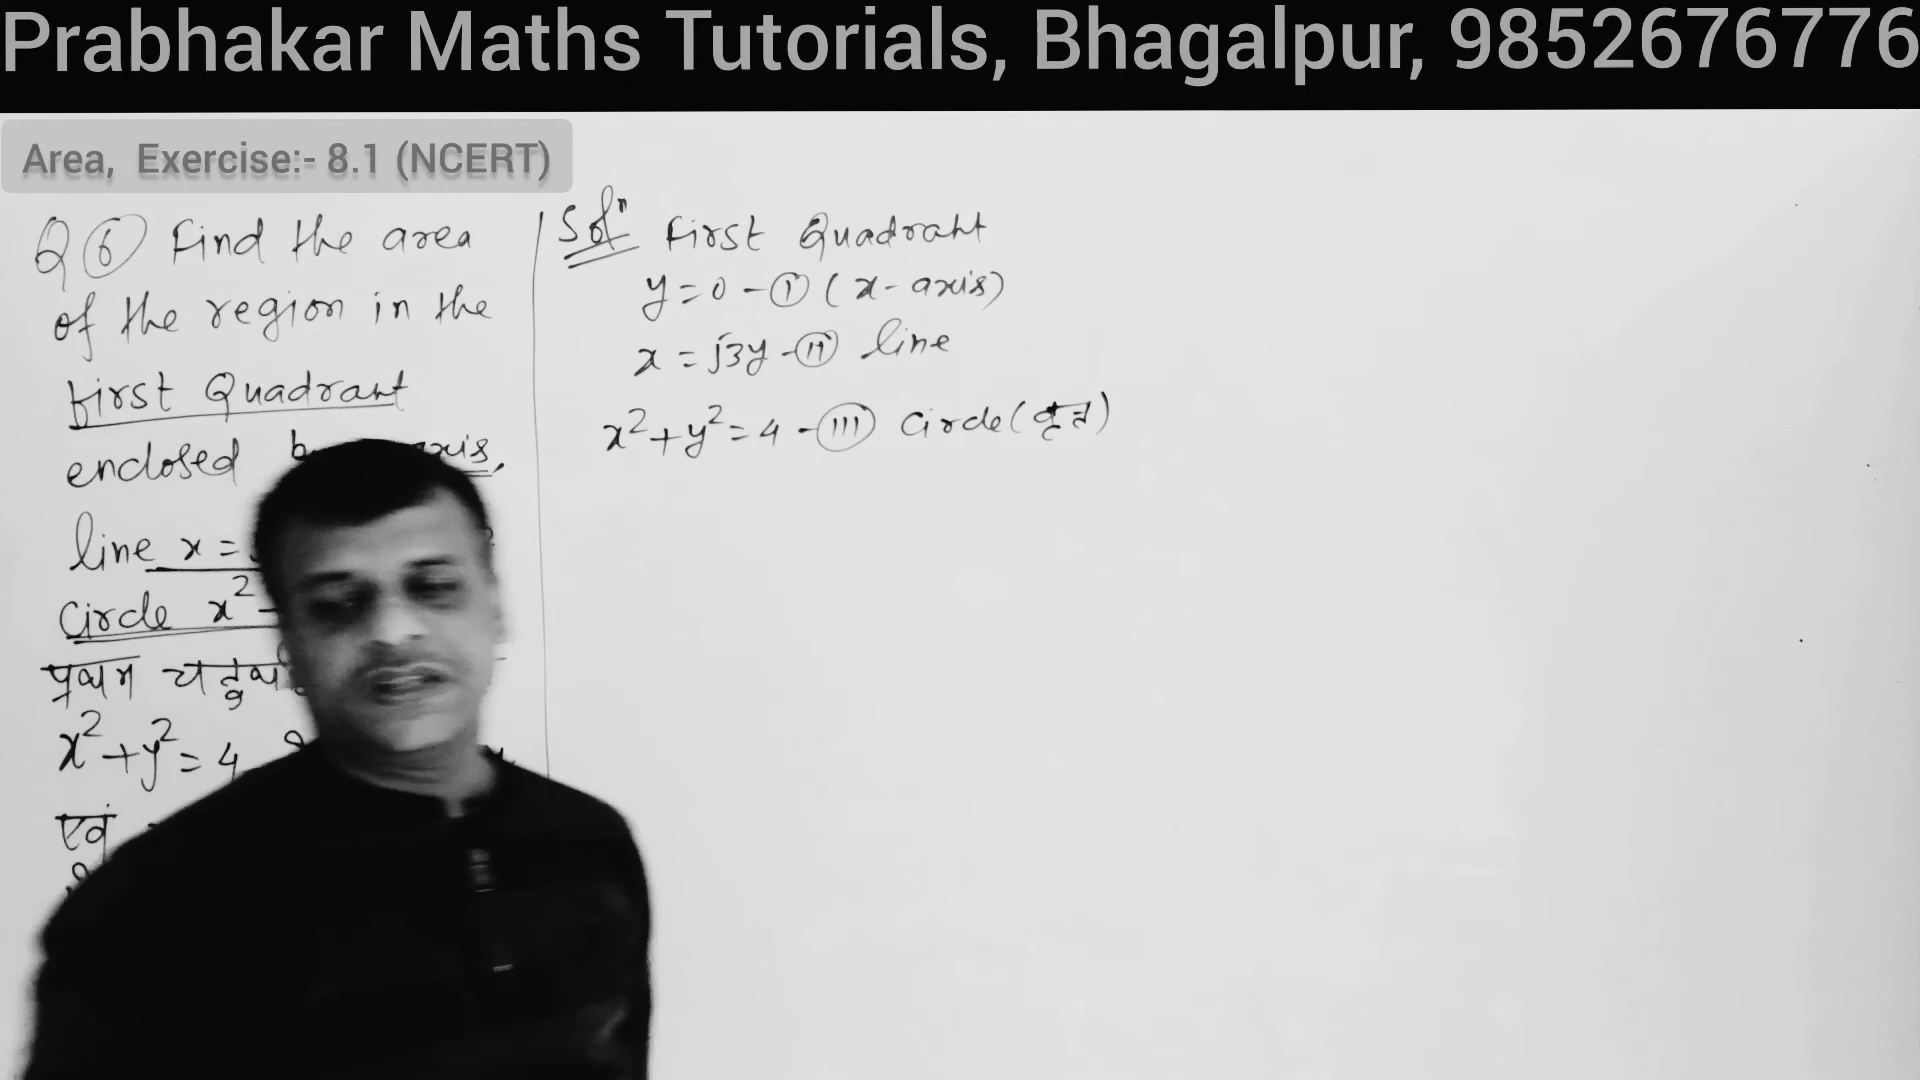 Prabhakar Maths Tutorials, Bhagalpur, 9852676776
Area, Exercise:- 8.1 (NCERT)
Q 6 Find the area
of the region in the
first Quadrant
enclosed
line x =
Circle x²
प्रथम
x²+y²=4
एवं
Solⁿ First Quadrant
y=0 - (i) (x-axis)
x = √3y - (ii) line
x²+y²=4 - (iii) Circle (वृत)